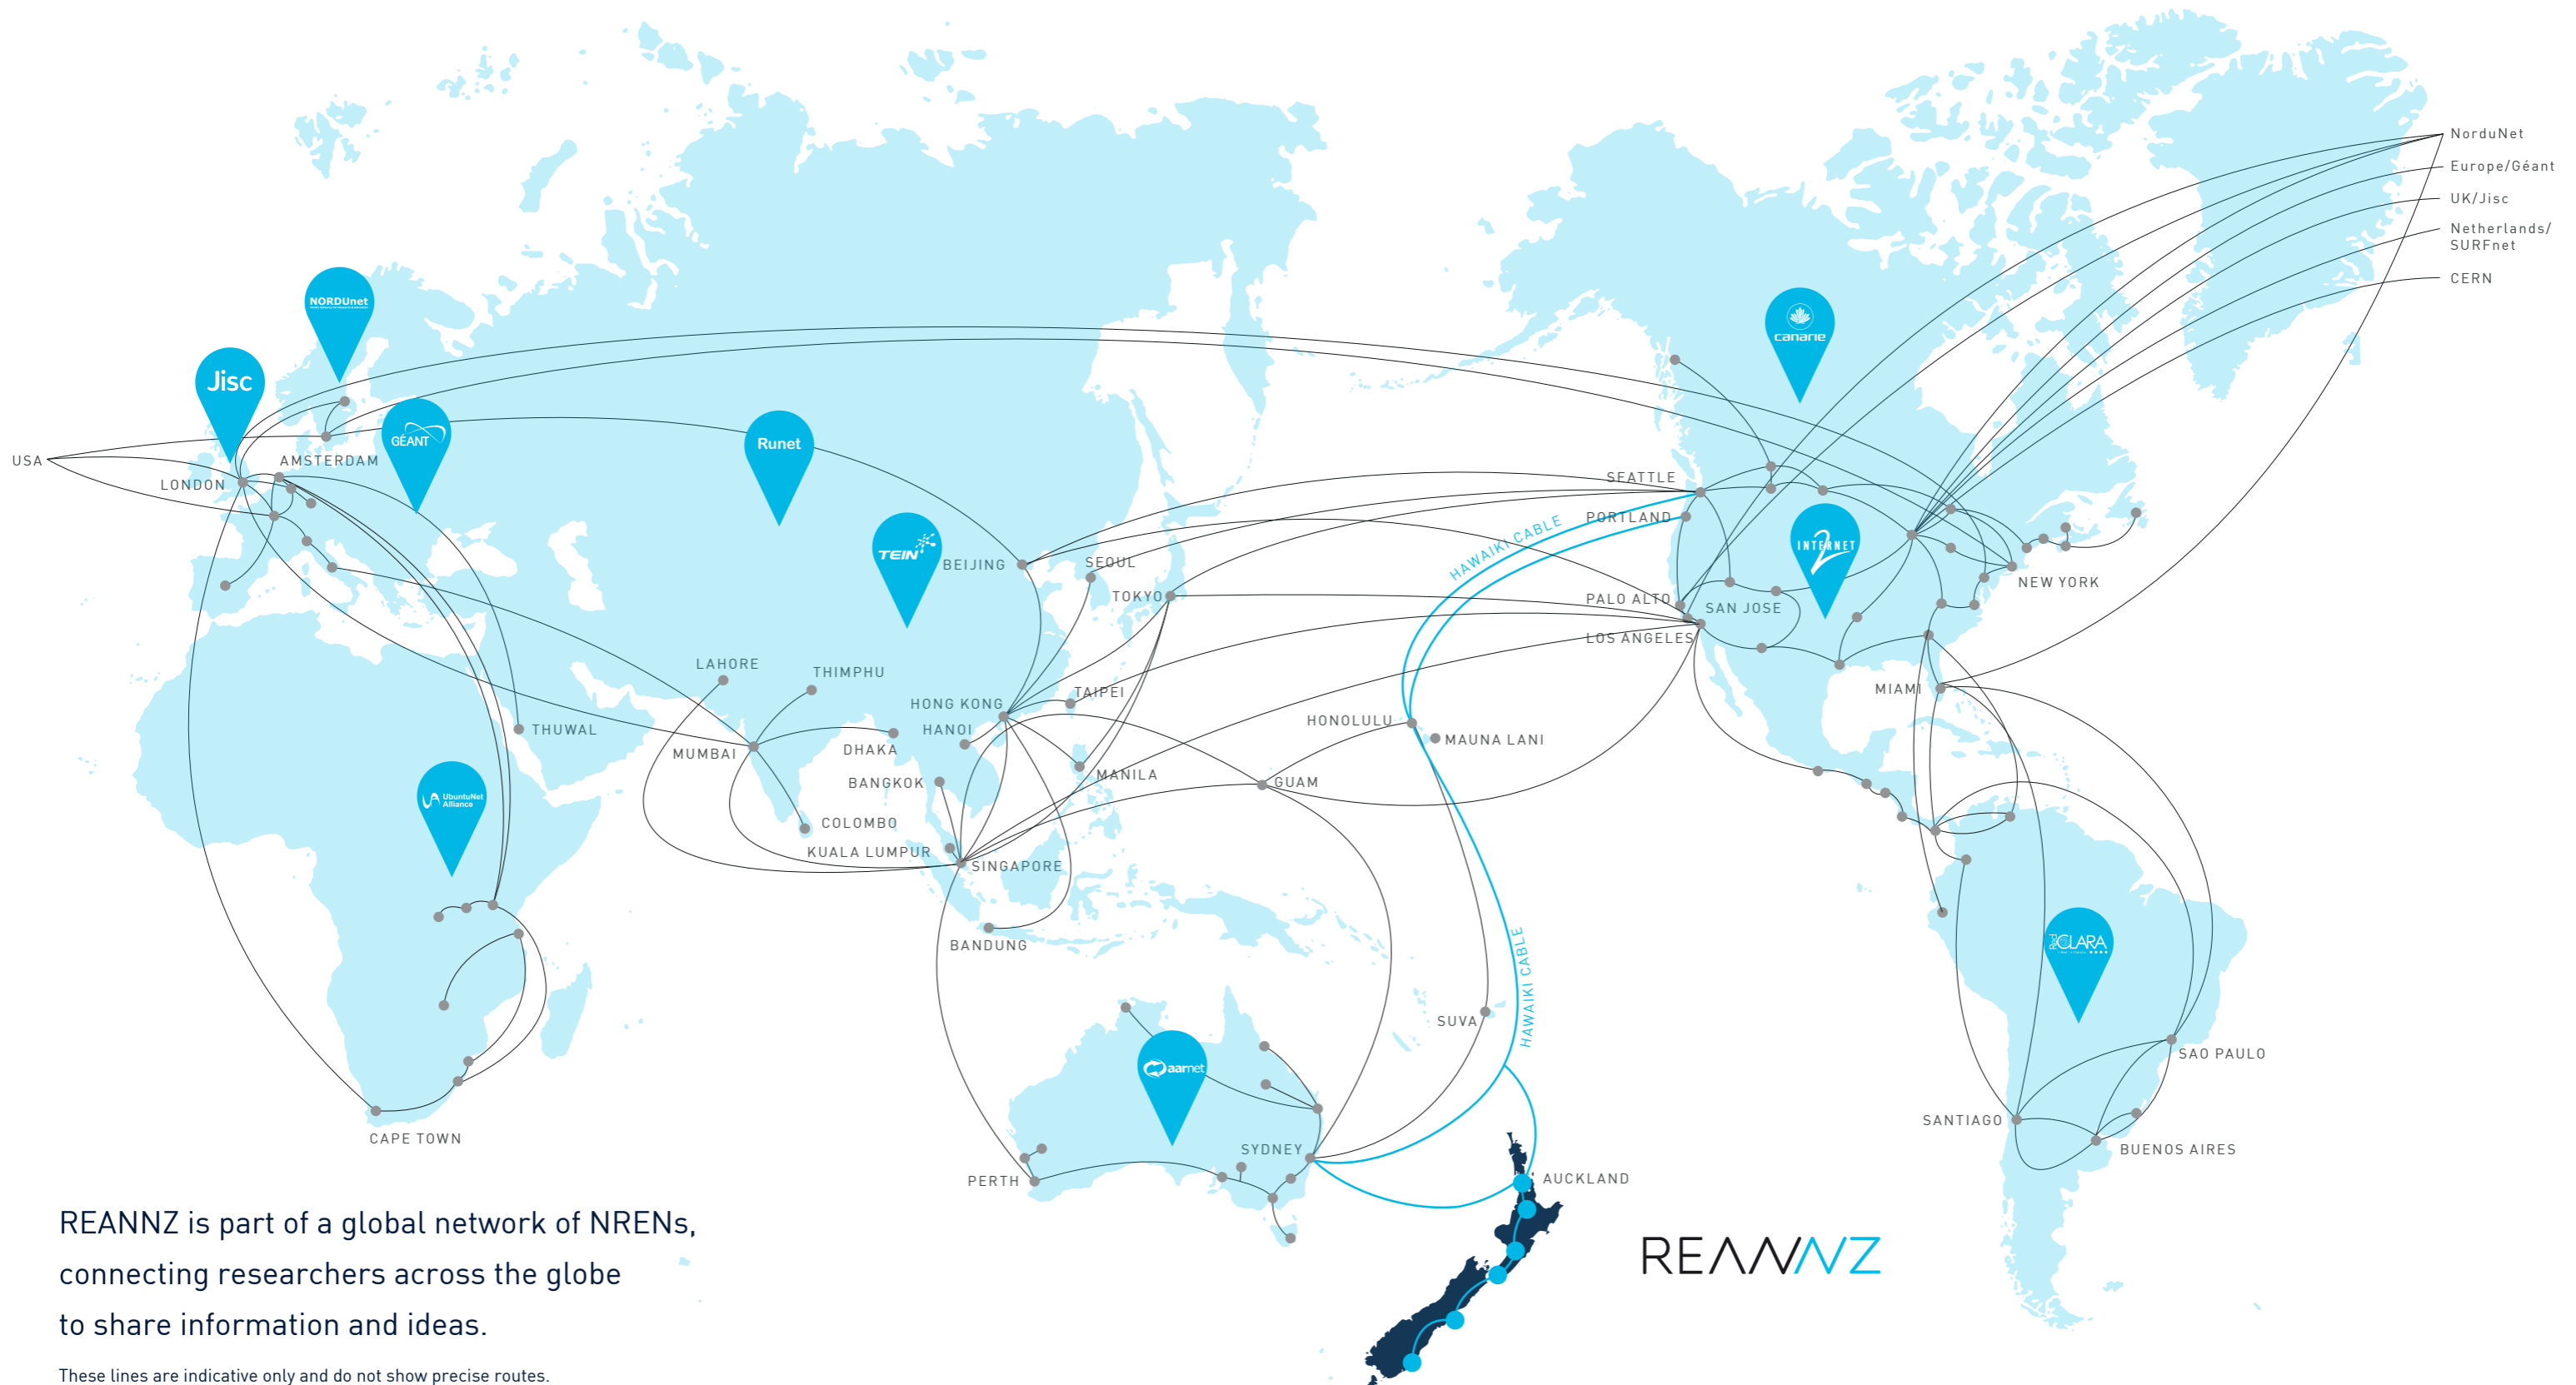 NorduNet
Europe/Géant
UK/Jisc
Netherlands/
SURFnet
CERN
NORDUnet
canarie
Jisc
GÉANT
Runet
USA
AMSTERDAM
LONDON
SEATTLE
PORTLAND
HAWAIKI CABLE
INTERNET
2
TEIN
BEIJING
SEOUL
TOKYO
NEW YORK
PALO ALTO
SAN JOSE
LOS ANGELES
LAHORE
THIMPHU
TAIPEI
MIAMI
HONG KONG
HANOI
HONOLULU
MAUNA LANI
THUWAL
MUMBAI
DHAKA
MANILA
GUAM
BANGKOK
UbuntuNet
Alliance
COLOMBO
KUALA LUMPUR
SINGAPORE
BANDUNG
HAWAIKI CABLE
CLARA
SUVA
aarnet
SAO PAULO
SANTIAGO
BUENOS AIRES
CAPE TOWN
SYDNEY
PERTH
AUCKLAND
REANNZ
REANNZ is part of a global network of NRENs,
connecting researchers across the globe
to share information and ideas.
These lines are indicative only and do not show precise routes.